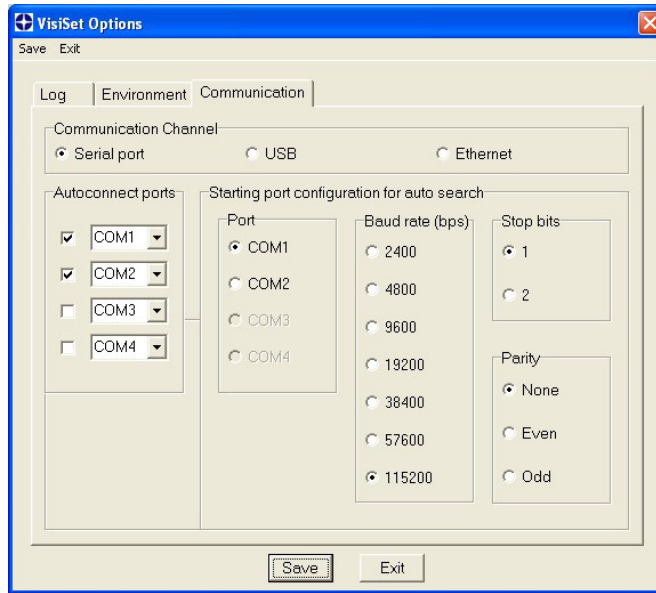 VisiSet Options
Save Exit
Log Environment Communication
Communication Channel
Serial port USB Ethernet
Autoconnect ports
COM1
COM2
COM3
COM4
Starting port configuration for auto search
Port
COM1
COM2
COM3
COM4
Baud rate (bps)
2400
4800
9600
19200
38400
57600
115200
Stop bits
1
2
Parity
None
Even
Odd
Save Exit